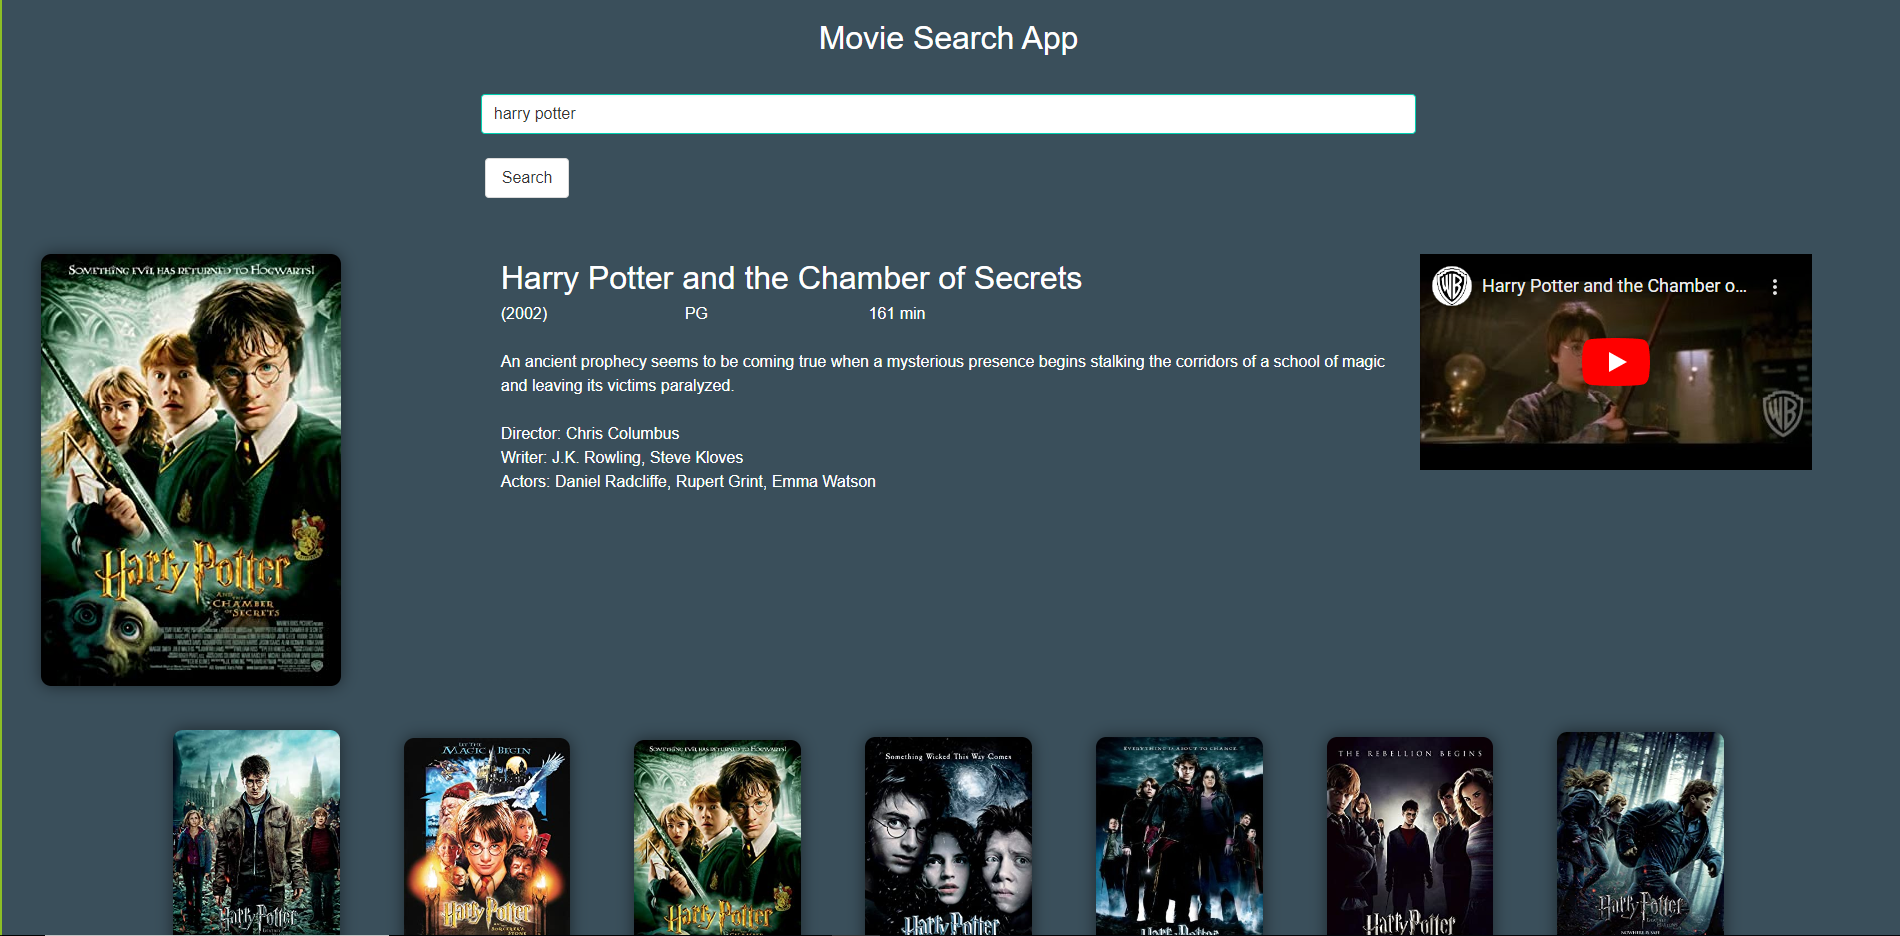 Movie Search App
harry potter
Search
SOMETHING EVIL HAS RETURNED TO HOGWARTS!
Harry Potter
AND THE
CHAMBER
OF SECRETS
Harry Potter and the Chamber of Secrets
(2002) PG 161 min
An ancient prophecy seems to be coming true when a mysterious presence begins stalking the corridors of a school of magic
and leaving its victims paralyzed.
Director: Chris Columbus
Writer: J.K. Rowling, Steve Kloves
Actors: Daniel Radcliffe, Rupert Grint, Emma Watson
WB Harry Potter and the Chamber o...
WB
Harry Potter
LET THE
MAGIC BEGIN
Harry Potter
SOMETHING EVIL HAS RETURNED TO HOGWARTS!
Harry Potter
Something Wicked This Way Comes
Harry Potter
EVERYTHING IS ABOUT TO CHANGE
Harry Potter
THE REBELLION BEGINS
Harry Potter
Harry Potter
NOWHERE IS SAFE